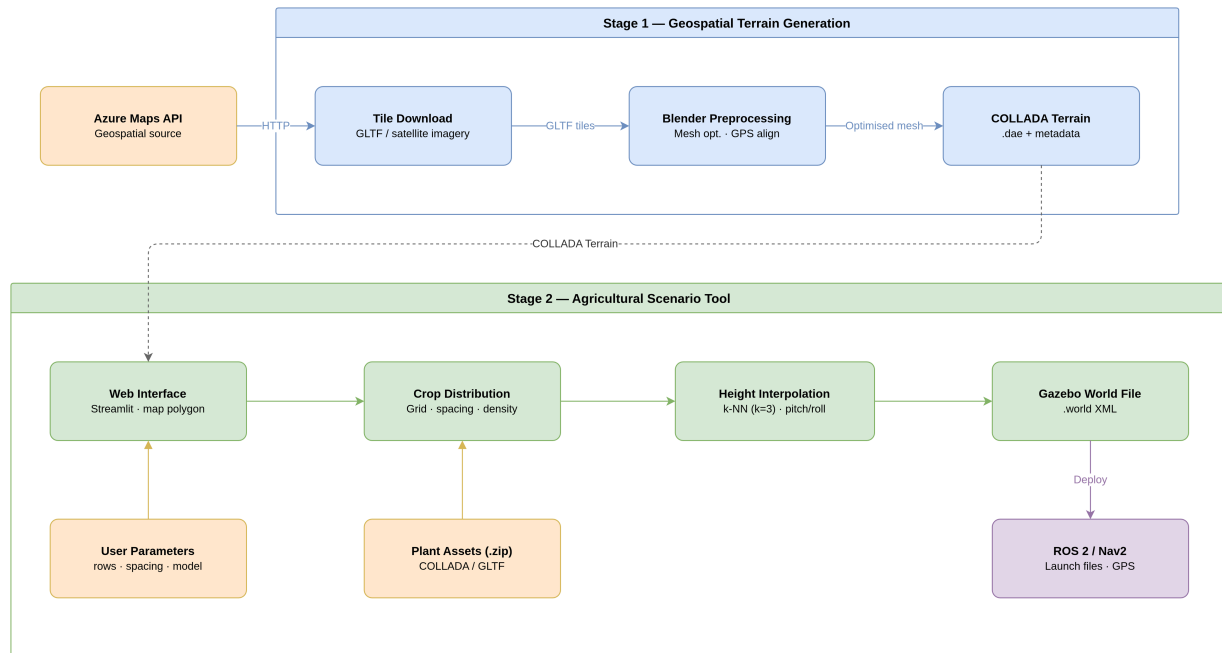 Stage 1 — Geospatial Terrain Generation
Azure Maps API
Geospatial source
HTTP
Tile Download
GLTF / satellite imagery
GLTF tiles
Blender Preprocessing
Mesh opt. · GPS align
Optimised mesh
COLLADA Terrain
.dae + metadata
COLLADA Terrain
Stage 2 — Agricultural Scenario Tool
Web Interface
Streamlit · map polygon
Crop Distribution
Grid · spacing · density
Height Interpolation
k-NN (k=3) · pitch/roll
Gazebo World File
.world XML
Deploy
User Parameters
rows · spacing · model
Plant Assets (.zip)
COLLADA / GLTF
ROS 2 / Nav2
Launch files · GPS